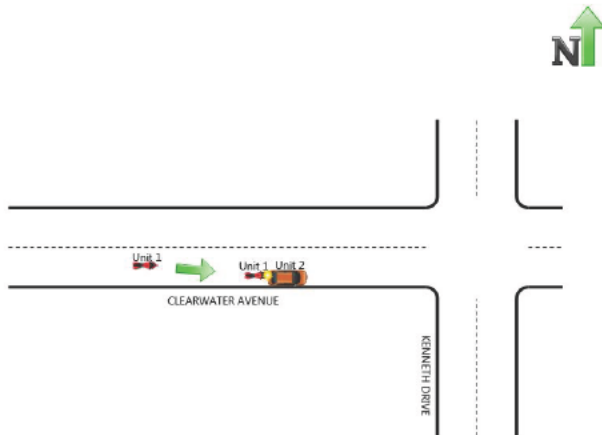 N
Unit 1
Unit 1 Unit 2
CLEARWATER AVENUE
KENNETH DRIVE